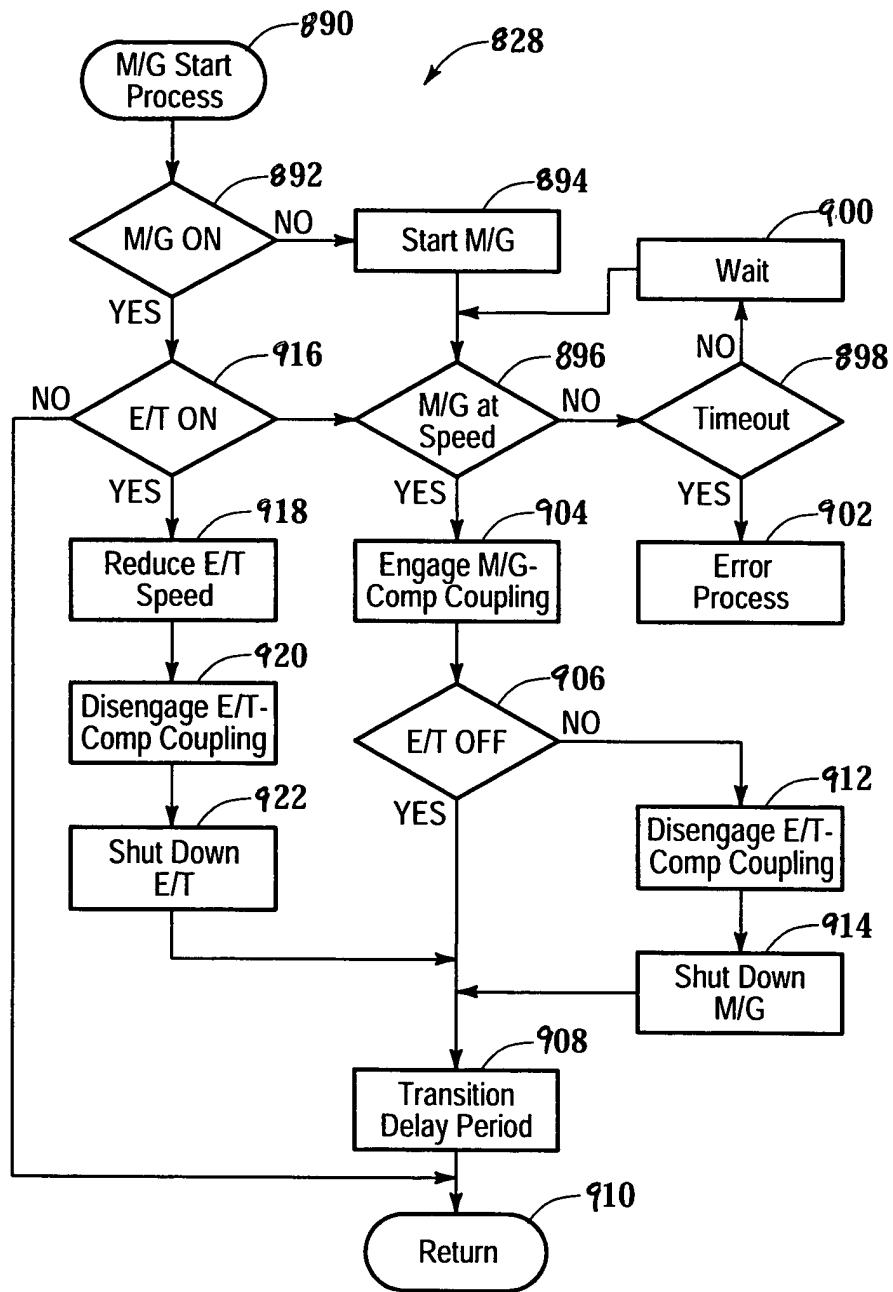 890
828
M/G Start
Process
892
894
M/G ON
NO
Start M/G
900
Wait
YES
916
896
NO
898
NO
E/T ON
M/G at
Speed
NO
Timeout
YES
YES
YES
918
904
902
Reduce E/T
Speed
Engage M/G-
Comp Coupling
Error
Process
920
906
Disengage E/T-
Comp Coupling
E/T OFF
NO
922
YES
912
Shut Down
E/T
Disengage E/T-
Comp Coupling
914
Shut Down
M/G
908
Transition
Delay Period
910
Return